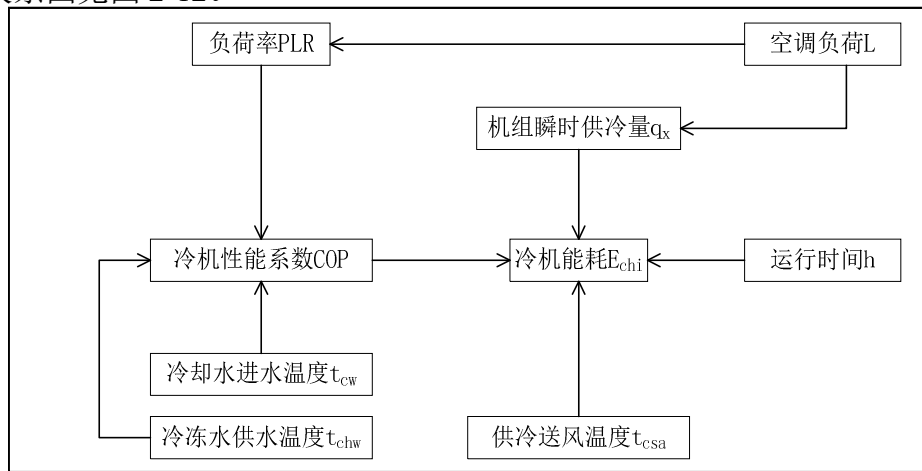 负荷率PLR
空调负荷L
机组瞬时供冷量qx
冷机性能系数COP
冷机能耗Echi
运行时间h
冷却水进水温度tcw
冷冻水供水温度tchw
供冷送风温度tcsa